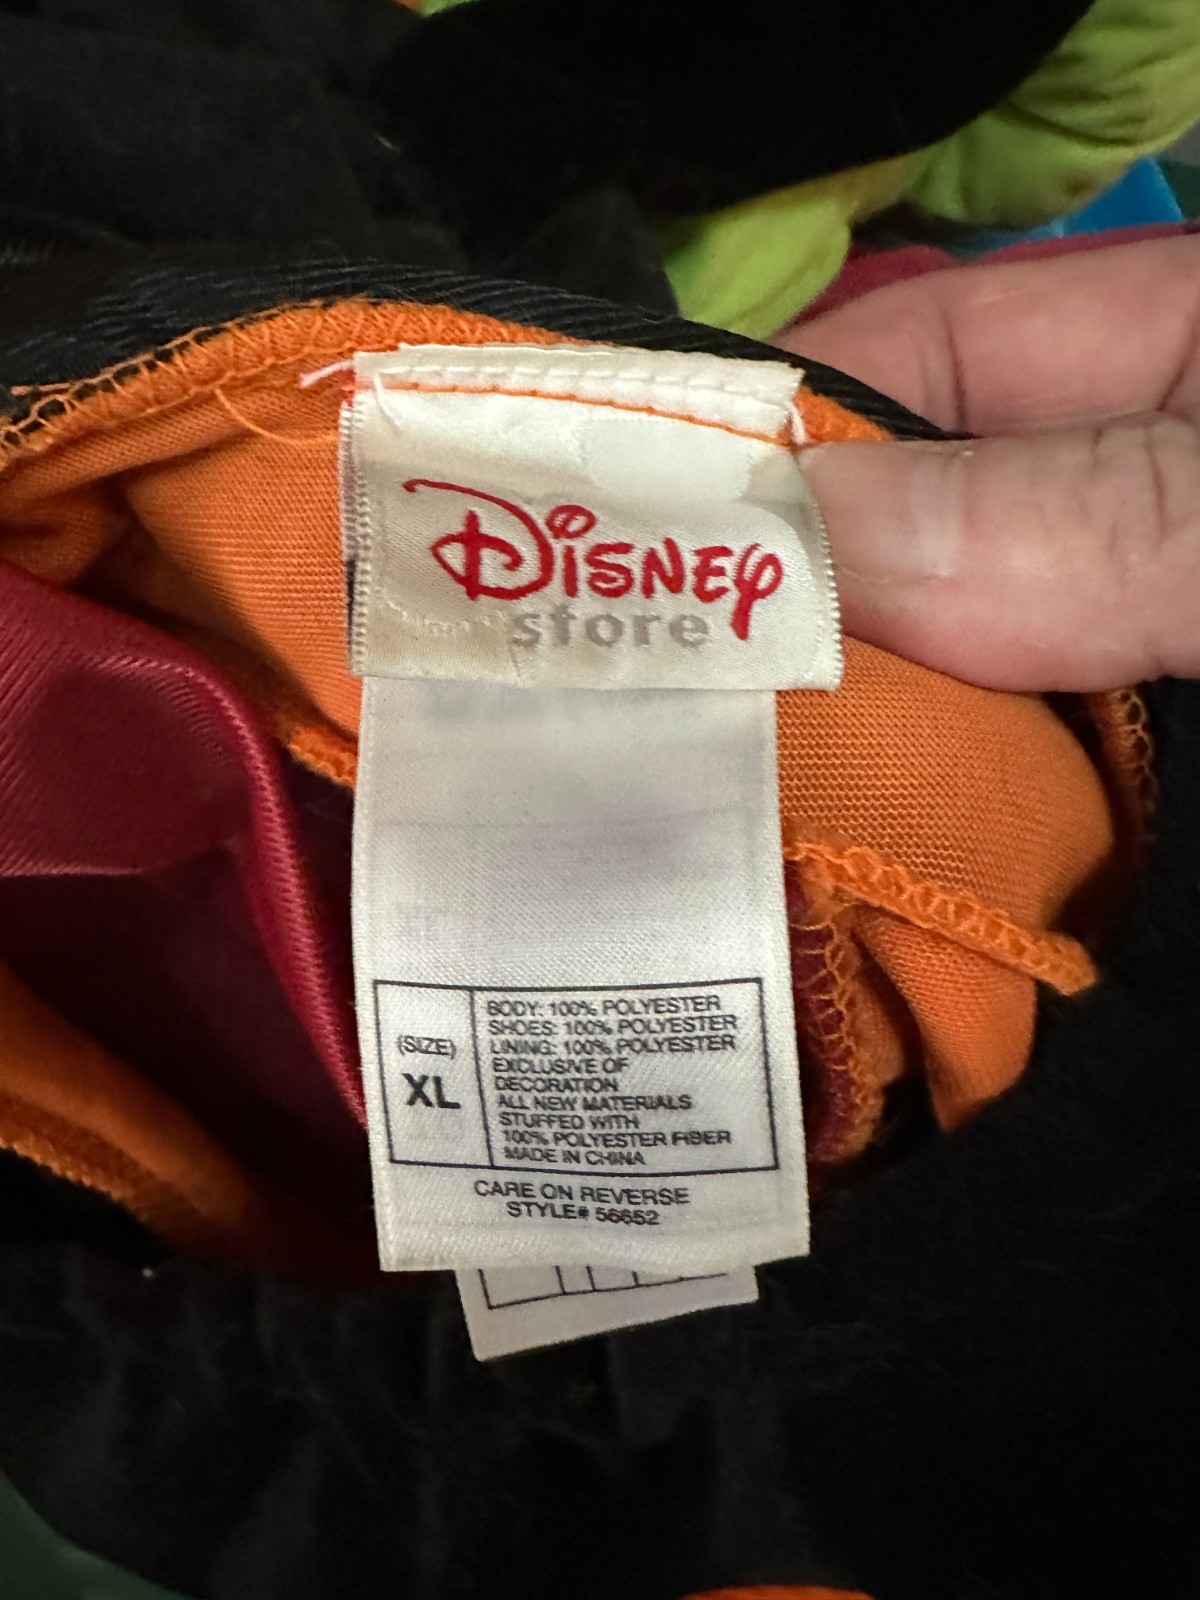 Disney
store
(SIZE)
XL
BODY: 100% POLYESTER
SHOES: 100% POLYESTER
LINING: 100% POLYESTER
EXCLUSIVE OF
DECORATION
ALL NEW MATERIALS
STUFFED WITH
100% POLYESTER FIBER
MADE IN CHINA
CARE ON REVERSE
STYLE# 56652